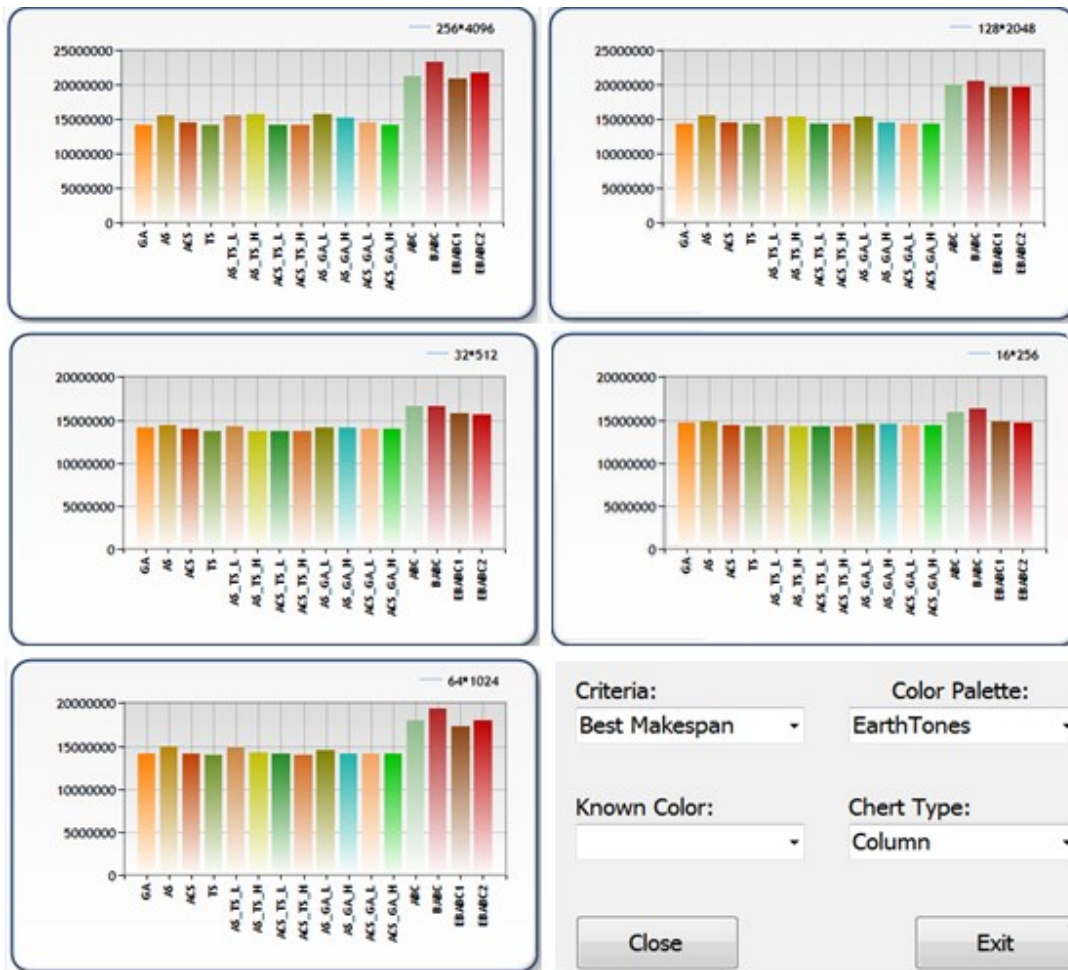 256*4096
25000000
20000000
15000000
10000000
5000000
0
GA
AS
ACS
TS
AS_TS_L
AS_TS_H
ACS_TS_L
ACS_TS_H
AS_GA_L
AS_GA_H
ACS_GA_L
ACS_GA_H
ABC
BABC
EBABC1
EBABC2
128*2048
25000000
20000000
15000000
10000000
5000000
0
GA
AS
ACS
TS
AS_TS_L
AS_TS_H
ACS_TS_L
ACS_TS_H
AS_GA_L
AS_GA_H
ACS_GA_L
ACS_GA_H
ABC
BABC
EBABC1
EBABC2
32*512
20000000
15000000
10000000
5000000
0
GA
AS
ACS
TS
AS_TS_L
AS_TS_H
ACS_TS_L
ACS_TS_H
AS_GA_L
AS_GA_H
ACS_GA_L
ACS_GA_H
ABC
BABC
EBABC1
EBABC2
16*256
20000000
15000000
10000000
5000000
0
GA
AS
ACS
TS
AS_TS_L
AS_TS_H
ACS_TS_L
ACS_TS_H
AS_GA_L
AS_GA_H
ACS_GA_L
ACS_GA_H
ABC
BABC
EBABC1
EBABC2
64*1024
20000000
15000000
10000000
5000000
0
GA
AS
ACS
TS
AS_TS_L
AS_TS_H
ACS_TS_L
ACS_TS_H
AS_GA_L
AS_GA_H
ACS_GA_L
ACS_GA_H
ABC
BABC
EBABC1
EBABC2
Criteria:
Color Palette:
Best Makespan
EarthTones
Known Color:
Chert Type:
Column
Close
Exit